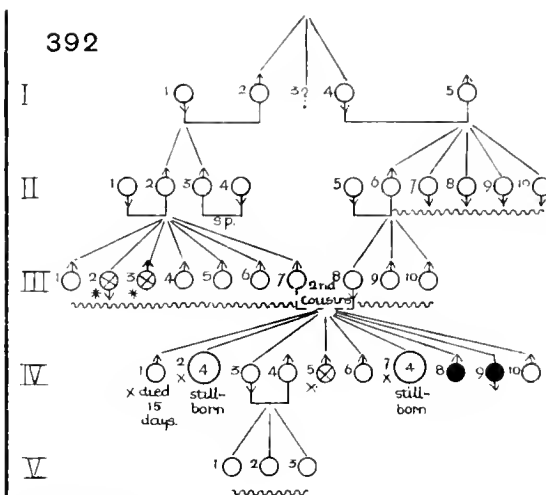 392
I
1 2 3? 4 5
II
1 2 3 4 5 6 7 8 9 10
s.p.
III
1 2 3 4 5 6 7 8 9 10
* *
2nd
cousins
IV
1 2 4 3 4 5 6 7 4 8 9 10
x x x
x died
15
days.
still-
born
still-
born
V
1 2 3